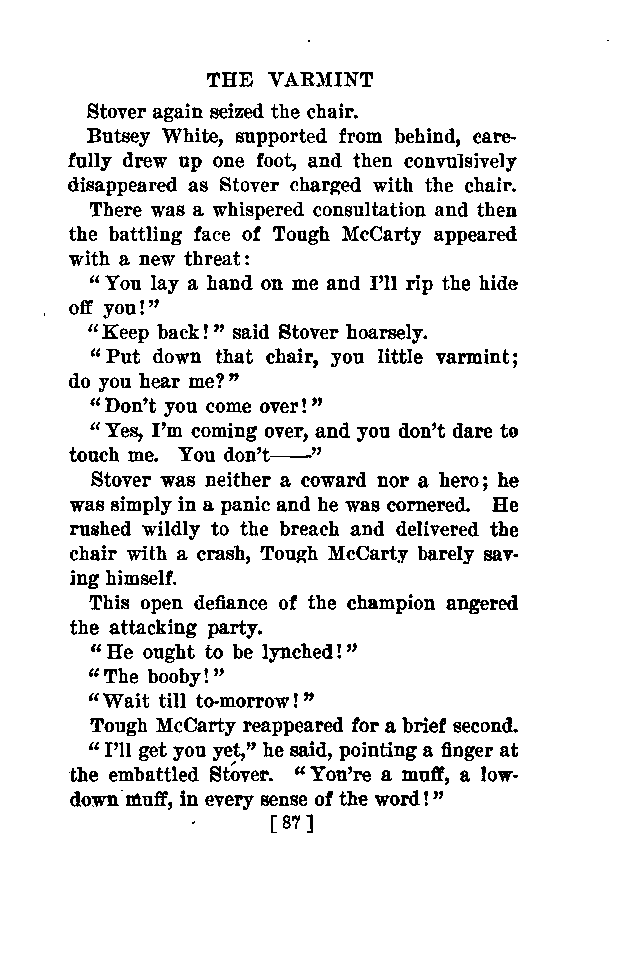 THE VARMINT
Stover again seized the chair.
Butsey White, supported from behind, care-
fully drew up one foot, and then convulsively
disappeared as Stover charged with the chair.
There was a whispered consultation and then
the battling face of Tough McCarty appeared
with a new threat:
"You lay a hand on me and I'll rip the hide
off you!"
"Keep back!" said Stover hoarsely.
"Put down that chair, you little varmint;
do you hear me?"
"Don't you come over!"
"Yes, I'm coming over, and you don't dare to
touch me. You don't——"
Stover was neither a coward nor a hero; he
was simply in a panic and he was cornered. He
rushed wildly to the breach and delivered the
chair with a crash, Tough McCarty barely sav-
ing himself.
This open defiance of the champion angered
the attacking party.
"He ought to be lynched!"
"The booby!"
"Wait till to-morrow!"
Tough McCarty reappeared for a brief second.
"I'll get you yet," he said, pointing a finger at
the embattled Stover. "You're a muff, a low-
down muff, in every sense of the word!"
[87]